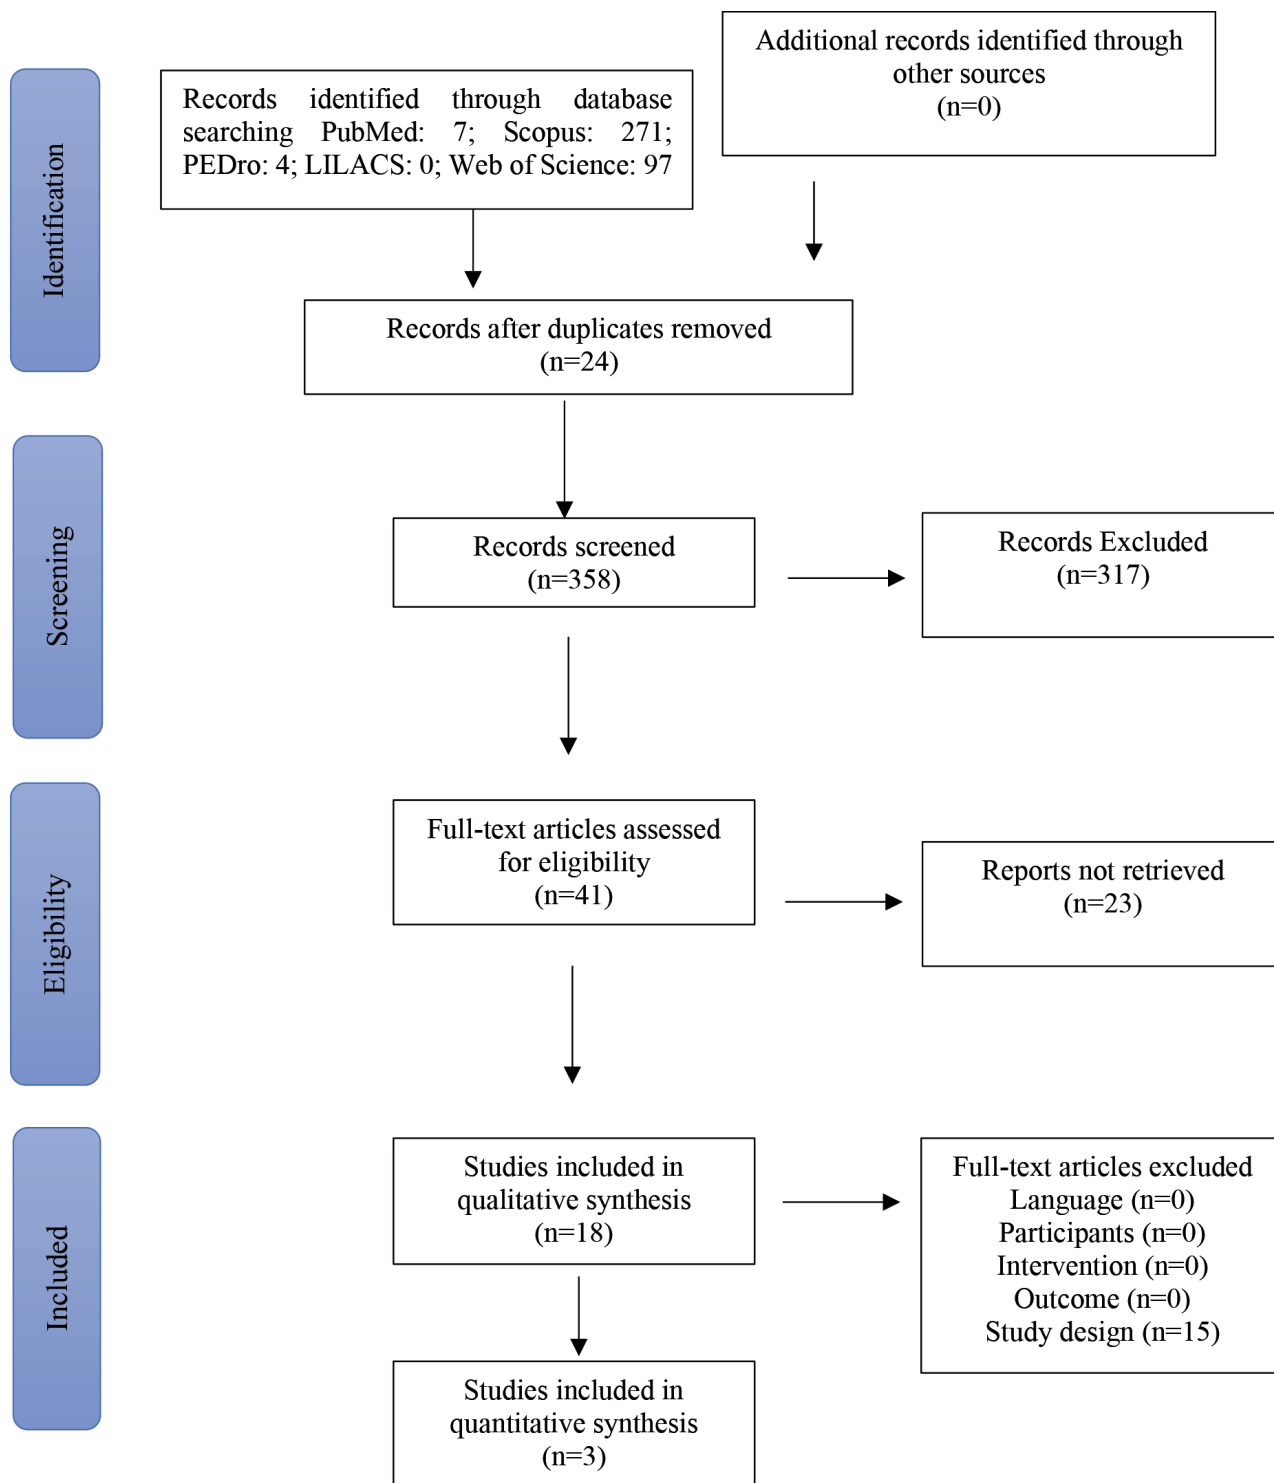 Additional records identified through
other sources
(n=0)
Records identified through database
searching PubMed: 7; Scopus: 271;
PEDro: 4; LILACS: 0; Web of Science: 97
Identification
Records after duplicates removed
(n=24)
Screening
Records screened
(n=358)
Records Excluded
(n=317)
Eligibility
Full-text articles assessed
for eligibility
(n=41)
Reports not retrieved
(n=23)
Included
Studies included in
qualitative synthesis
(n=18)
Full-text articles excluded
Language (n=0)
Participants (n=0)
Intervention (n=0)
Outcome (n=0)
Study design (n=15)
Studies included in
quantitative synthesis
(n=3)